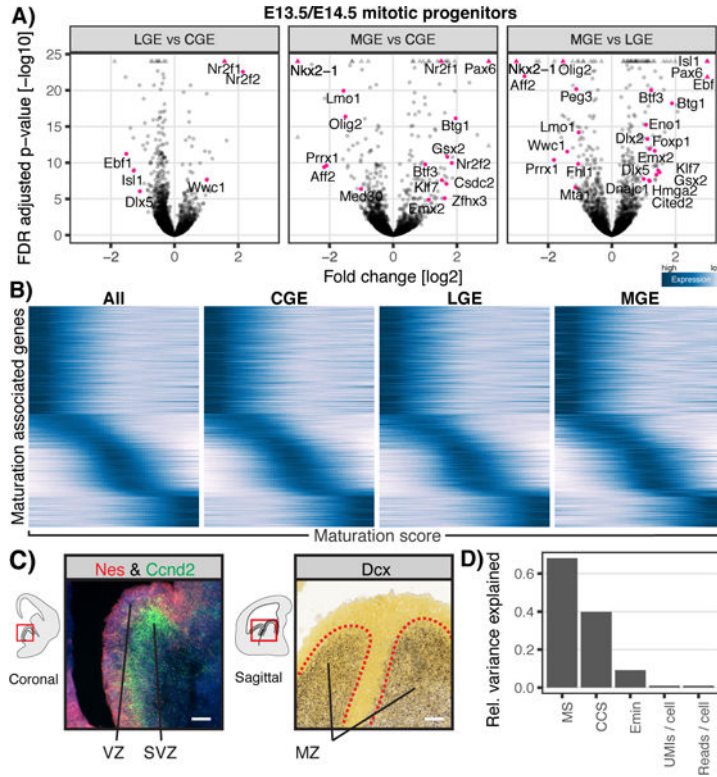 E13.5/E14.5 mitotic progenitors
A)
LGE vs CGE
MGE vs CGE
MGE vs LGE
FDR adjusted p-value [−log10]
25
20
15
10
5
0
Nr2f1
Nr2f2
Ebf1
Isl1
Dlx5
Wwc1
Nkx2−1
Nr2f1
Pax6
Lmo1
Olig2
Btg1
Gsx2
Prrx1
Aff2
Btf3
Nr2f2
Klf7
Csdc2
Med30
Emx2
Zfhx3
Nkx2−1
Olig2
Isl1
Pax6
Aff2
Ebf
Peg3
Btf3
Btg1
Lmo1
Eno1
Wwc1
Dlx2
Foxp1
Emx2
Prrx1
Fhl1
Dlx5
Klf7
Gsx2
Mta1
Dnajc1
Hmga2
Cited2
−2 0 2
−2 0 2
−2 0 2
Fold change [log2]
high lo
Expression
B)
All
CGE
LGE
MGE
Maturation associated genes
Maturation score
C)
Nes & Ccnd2
Dcx
Coronal
Sagittal
VZ
SVZ
MZ
D)
Rel. variance explained
0.6
0.4
0.2
0.0
MS
CCS
Emin
UMIs / cell
Reads / cell